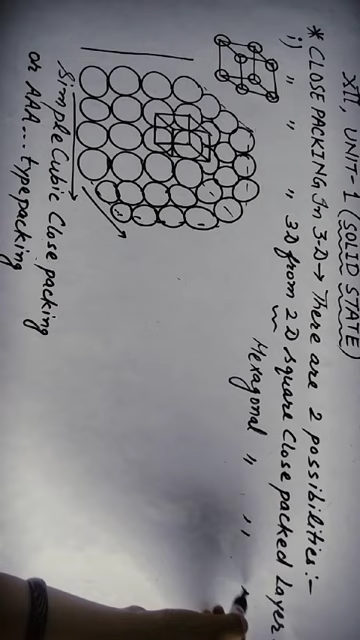 XII, UNIT-1 (SOLID STATE)
* CLOSE PACKING In 3-D → There are 2 possibilities:-
i) " " " 3D from 2D square Close packed Layer
Hexagonal " , ,
Simple Cubic Close packing
or AAA... type packing